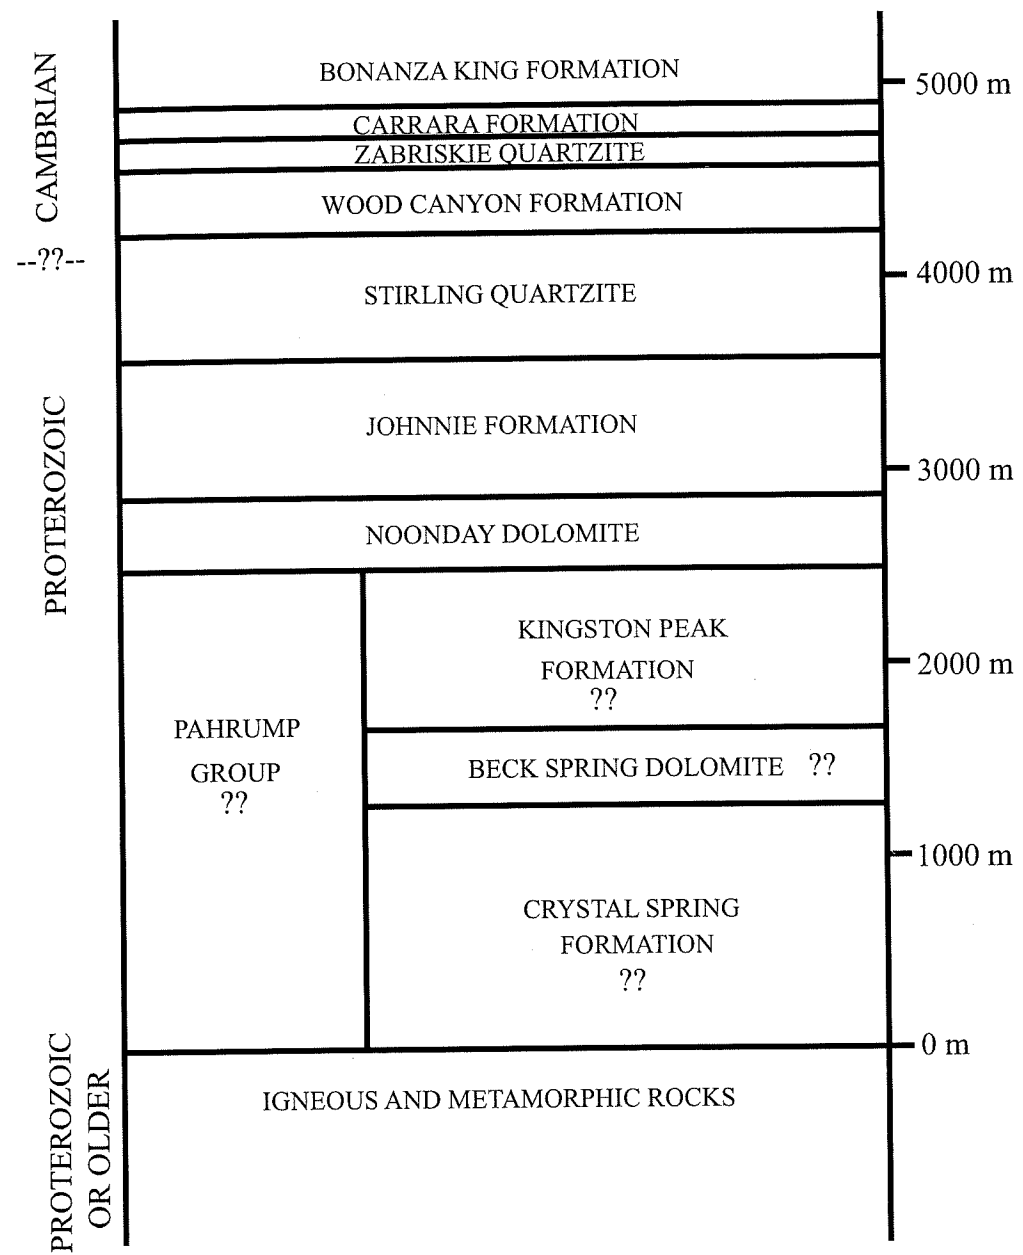 CAMBRIAN
--??--
PROTEROZOIC
PROTEROZOIC
OR OLDER
BONANZA KING FORMATION
CARRARA FORMATION
ZABRISKIE QUARTZITE
WOOD CANYON FORMATION
STIRLING QUARTZITE
JOHNNIE FORMATION
NOONDAY DOLOMITE
PAHRUMP
GROUP
??
KINGSTON PEAK
FORMATION
??
BECK SPRING DOLOMITE ??
CRYSTAL SPRING
FORMATION
??
IGNEOUS AND METAMORPHIC ROCKS
5000 m
4000 m
3000 m
2000 m
1000 m
0 m